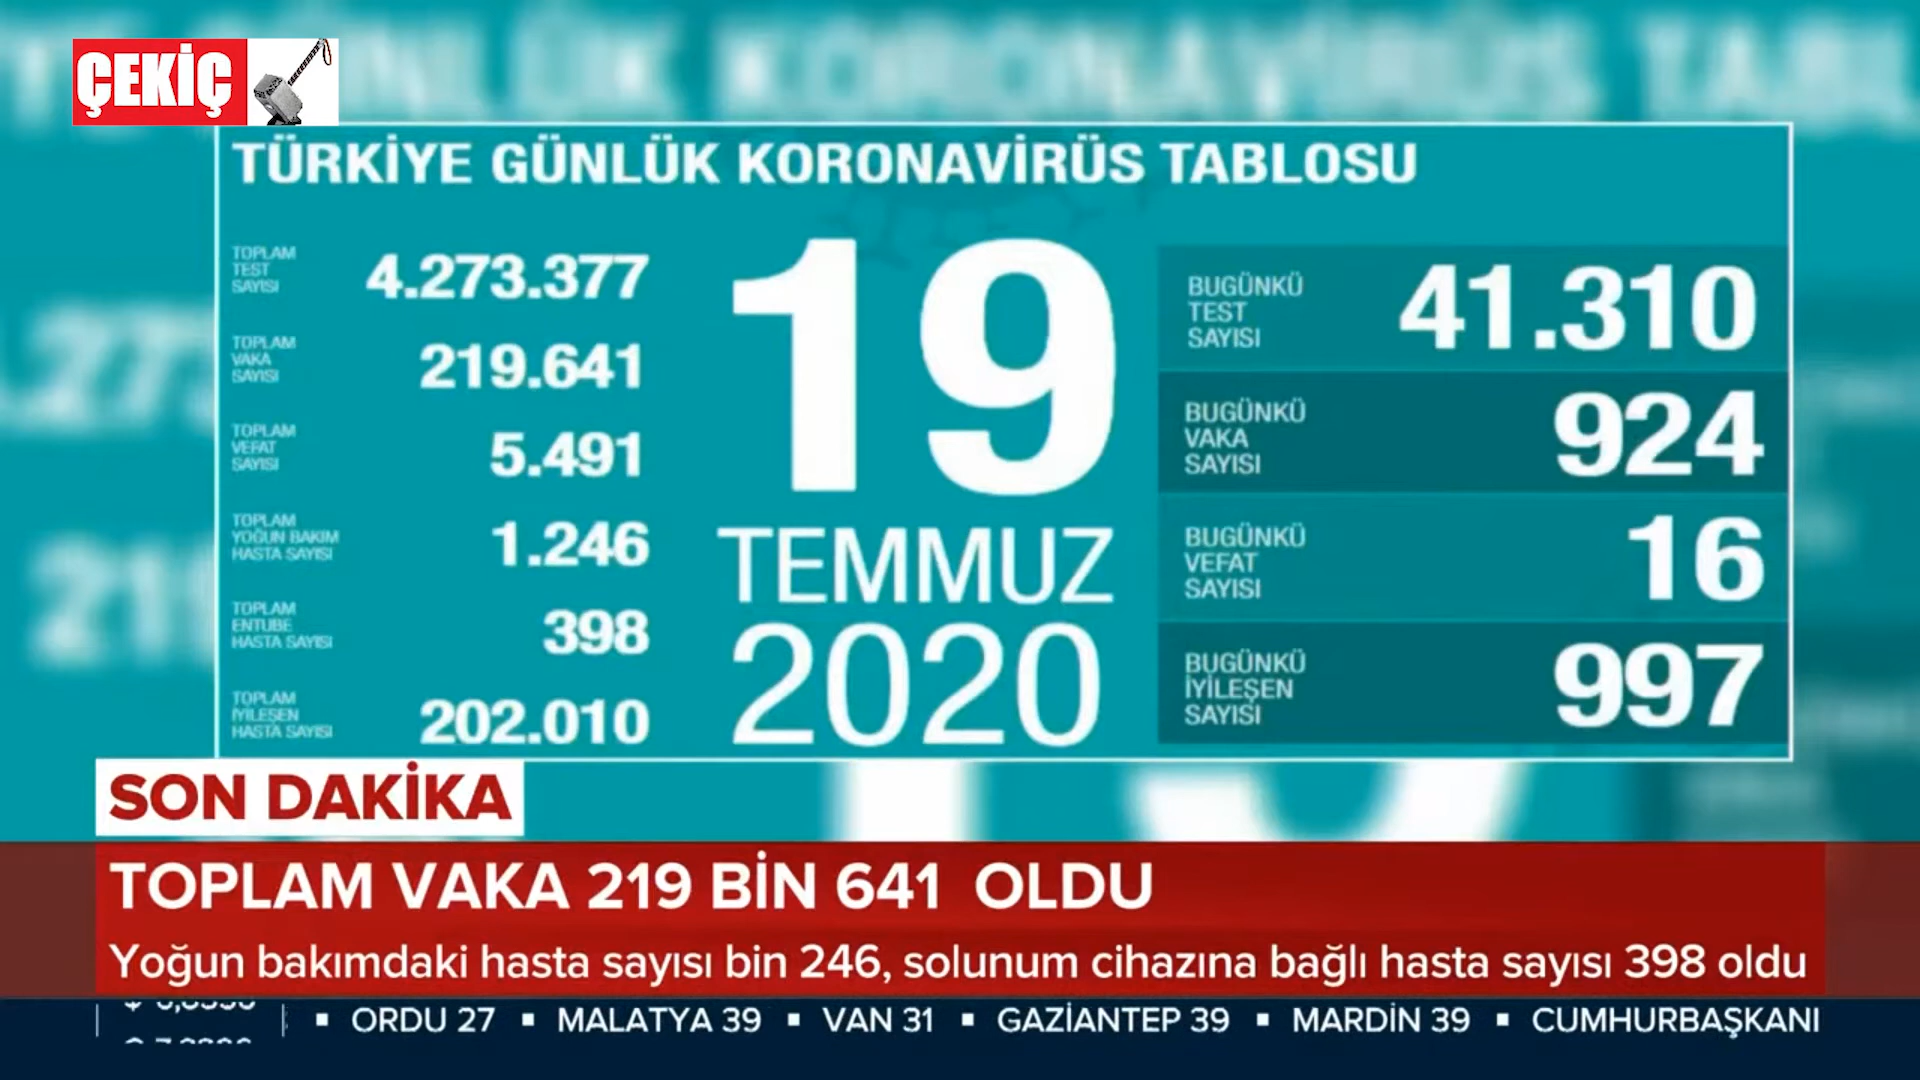 ÇEKİÇ
TÜRKİYE GÜNLÜK KORONAVİRÜS TABLOSU
TOPLAM
TEST
SAYISI
4.273.377
TOPLAM
VAKA
SAYISI
219.641
TOPLAM
VEFAT
SAYISI
5.491
TOPLAM
YOĞUN BAKIM
HASTA SAYISI
1.246
TOPLAM
ENTUBE
HASTA SAYISI
398
TOPLAM
İYİLEŞEN
HASTA SAYISI
202.010
19
TEMMUZ
2020
BUGÜNKÜ
TEST
SAYISI
41.310
BUGÜNKÜ
VAKA
SAYISI
924
BUGÜNKÜ
VEFAT
SAYISI
16
BUGÜNKÜ
İYİLEŞEN
SAYISI
997
SON DAKİKA
TOPLAM VAKA 219 BİN 641 OLDU
Yoğun bakımdaki hasta sayısı bin 246, solunum cihazına bağlı hasta sayısı 398 oldu
▪ ORDU 27 ▪ MALATYA 39 ▪ VAN 31 ▪ GAZİANTEP 39 ▪ MARDİN 39 ▪ CUMHURBAŞKANI